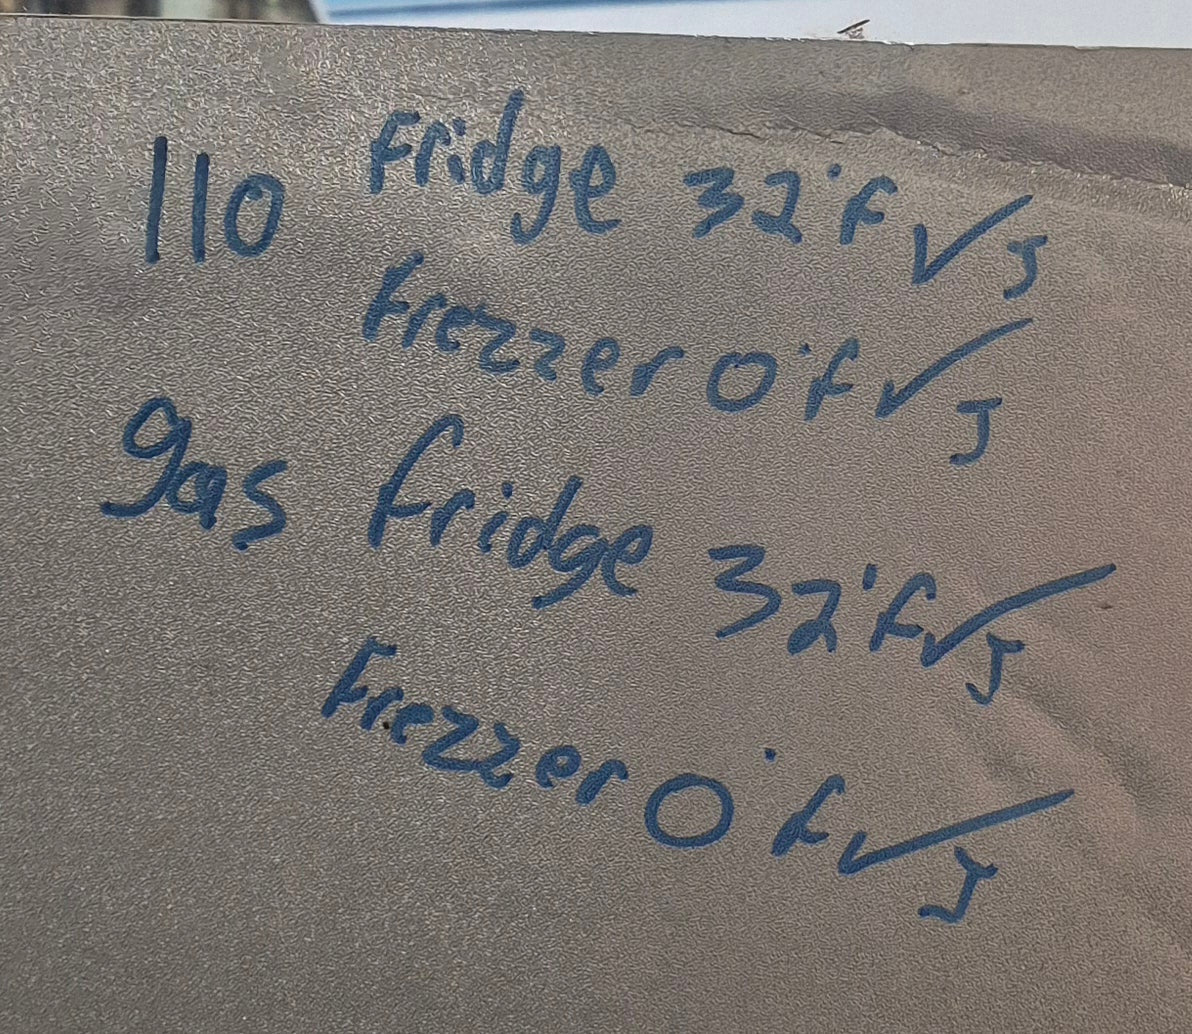 110 Fridge 32°f ✓ J
Frezzer 0°f ✓ J
gas fridge 32°f ✓ J
Frezzer 0°f ✓ J